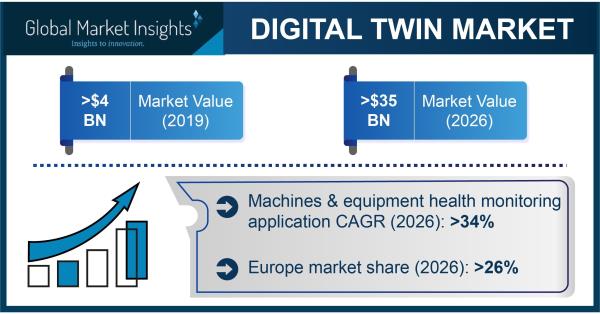 Global Market Insights
Insights to innovation.
DIGITAL TWIN MARKET
>$4
BN
Market Value
(2019)
>$35
BN
Market Value
(2026)
Machines & equipment health monitoring
application CAGR (2026): >34%
Europe market share (2026): >26%